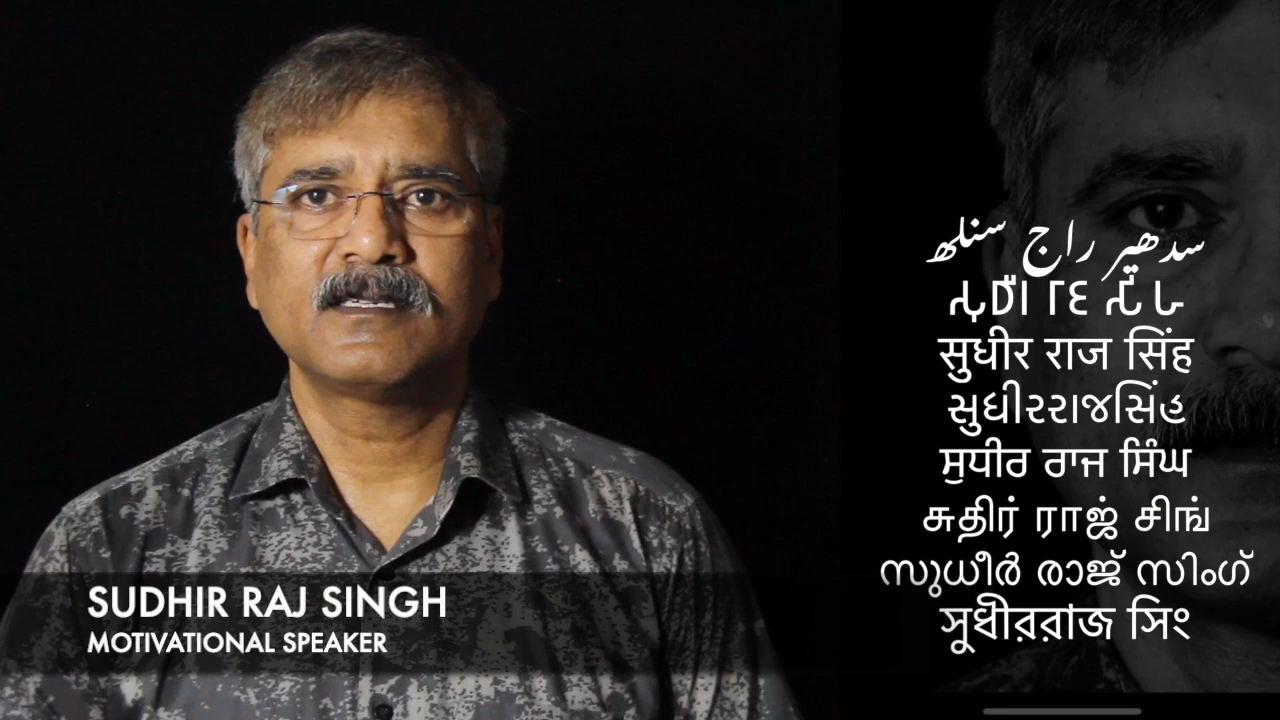 SUDHIR RAJ SINGH
MOTIVATIONAL SPEAKER
سدھیر راج سنلھ
सुधीर राज सिंह
સુધીરરાજસિંહ
ਸੁਧੀਰ ਰਾਜ ਸਿੰਘ
சுதிர் ராஜ் சிங்
സുധീർ രാജ് സിംഗ്
সুধীররাজ সিং